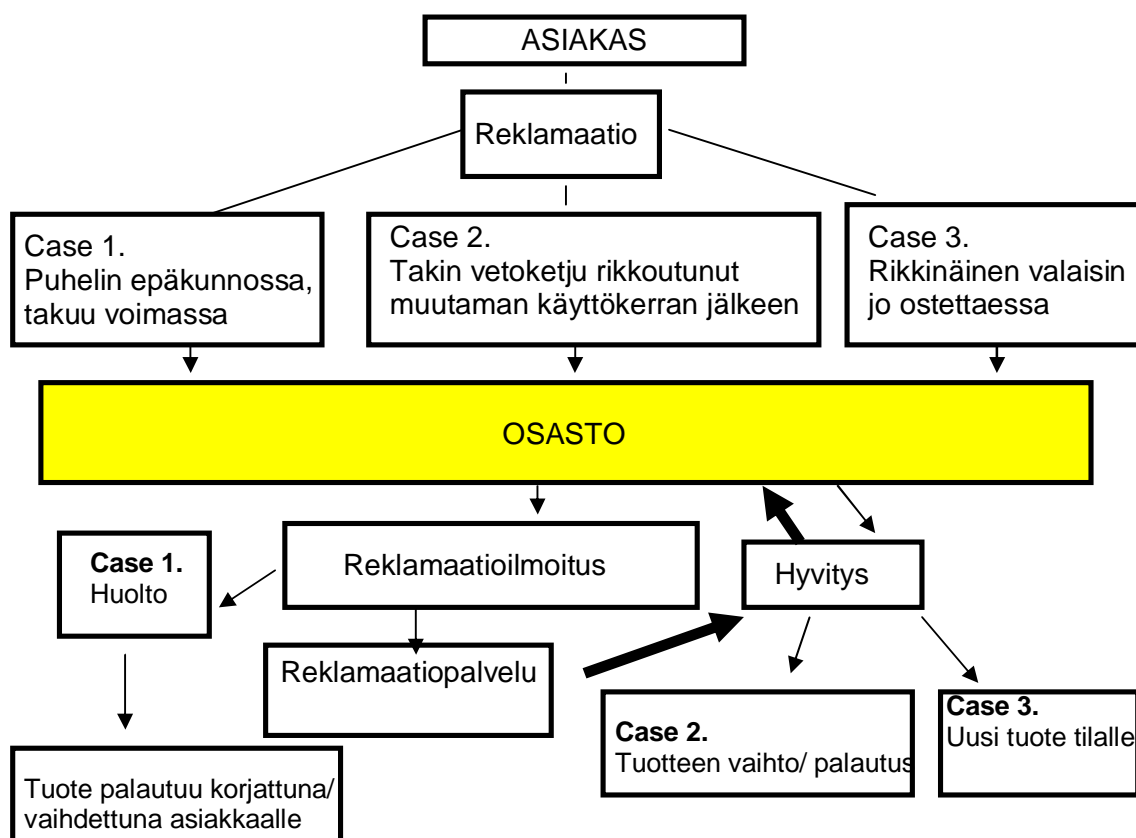 ASIAKAS
Reklamaatio
Case 1.
Puhelin epäkunnossa,
takuu voimassa
Case 2.
Takin vetoketju rikkoutunut
muutaman käyttökerran jälkeen
Case 3.
Rikkinäinen valaisin
jo ostettaessa
OSASTO
Case 1.
Huolto
Reklamaatioilmoitus
Hyvitys
Reklamaatiopalvelu
Case 2.
Tuotteen vaihto/ palautus
Case 3.
Uusi tuote tilalle
Tuote palautuu korjattuna/
vaihdettuna asiakkaalle